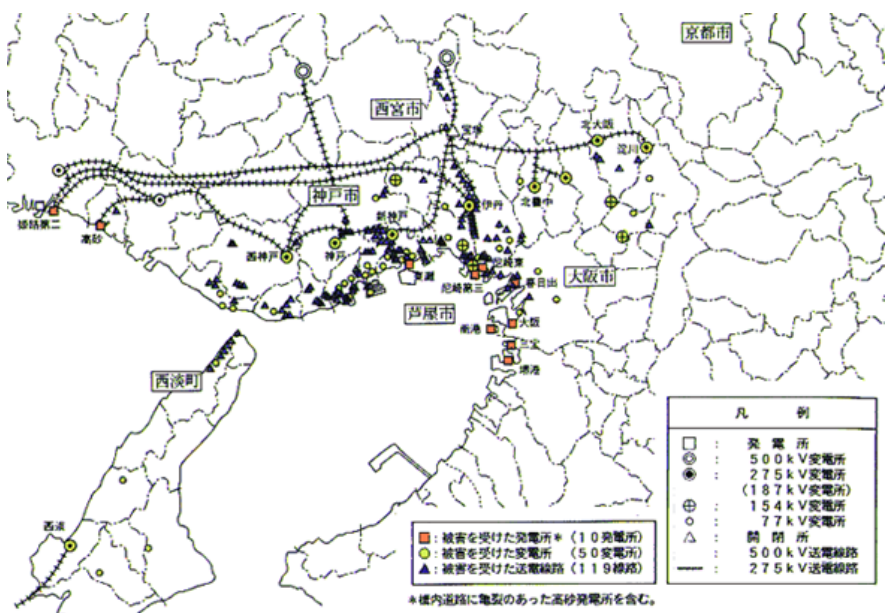 京都市
西宮市
北大阪
宝塚
淀川
神戸市
伊丹
北豊中
姫路第二
新神戸
高砂
西神戸
神戸
尼崎東
大阪市
東灘
尼崎第三
春日出
芦屋市
南港
大阪
三宝
堺港
西淡町
西淡
凡 例
□ : 発電所
◎ : 500kV変電所
: 275kV変電所
(187kV変電所)
⊕ : 154kV変電所
○ : 77kV変電所
△ : 開閉所
500kV送電線路
275kV送電線路
■:被害を受けた発電所*(10発電所)
:被害を受けた変電所 (50変電所)
▲:被害を受けた送電線路(119線路)
*構内道路に亀裂のあった高砂発電所を含む。